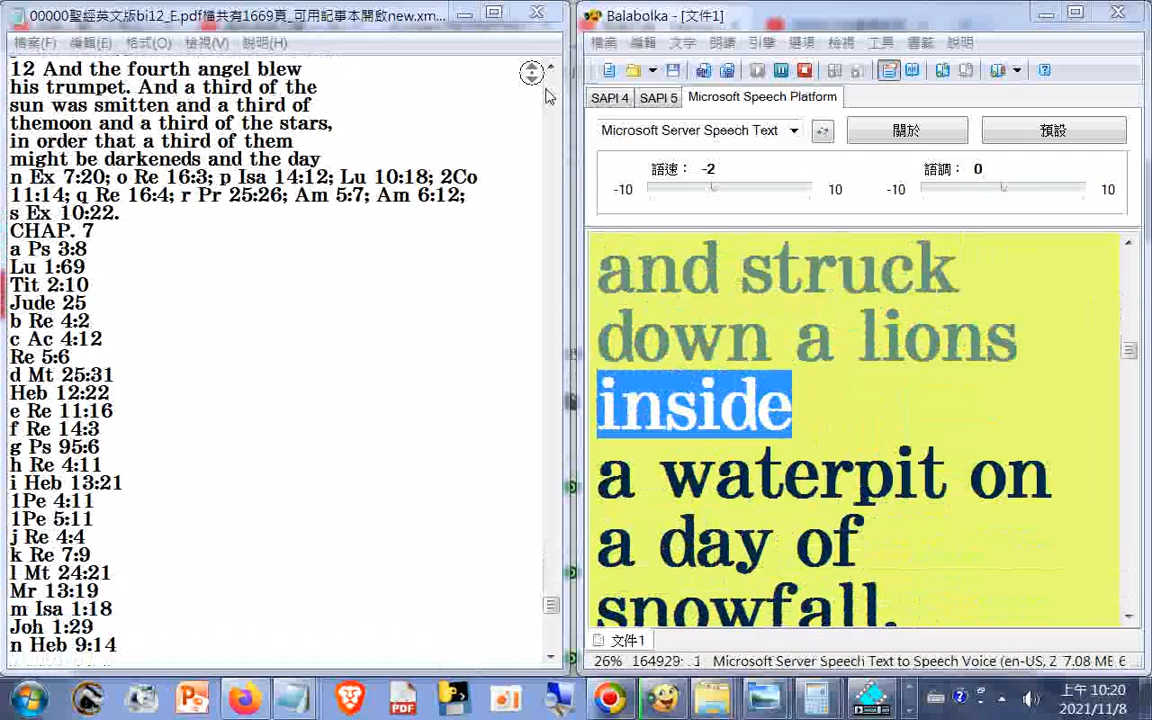 00000聖經英文版bi12_E.pdf檔共有1669頁_可用記事本開啟new.xm...
檔案(F) 編輯(E) 格式(O) 檢視(V) 說明(H)
12 And the fourth angel blew
his trumpet. And a third of the
sun was smitten and a third of
themoon and a third of the stars,
in order that a third of them
might be darkeneds and the day
n Ex 7:20; o Re 16:3; p Isa 14:12; Lu 10:18; 2Co
11:14; q Re 16:4; r Pr 25:26; Am 5:7; Am 6:12;
s Ex 10:22.
CHAP. 7
a Ps 3:8
Lu 1:69
Tit 2:10
Jude 25
b Re 4:2
c Ac 4:12
Re 5:6
d Mt 25:31
Heb 12:22
e Re 11:16
f Re 14:3
g Ps 95:6
h Re 4:11
i Heb 13:21
1Pe 4:11
1Pe 5:11
j Re 4:4
k Re 7:9
l Mt 24:21
Mr 13:19
m Isa 1:18
Joh 1:29
n Heb 9:14
Balabolka - [文件1]
檔案 編輯 文字 朗讀 引擎 選項 檢視 工具 書籤 說明
SAPI 4 SAPI 5 Microsoft Speech Platform
Microsoft Server Speech Text 關於 預設
語速： -2 語調： 0
-10 10 -10 10
and struck
down a lions
inside
a waterpit on
a day of
snowfall.
文件1
26% 164929 Microsoft Server Speech Text to Speech Voice (en-US, Z 7.08 MB 6
PDF
上午 10:20
2021/11/8